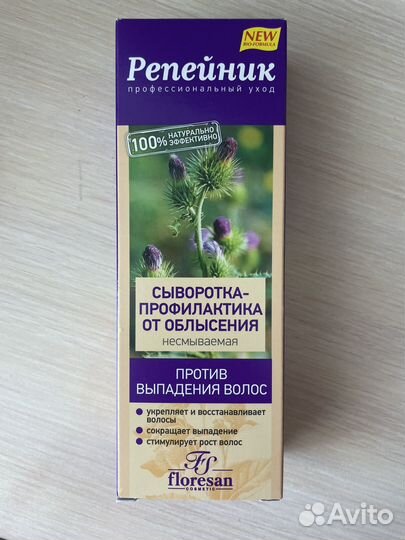 NEW
BIO-FORMULA
Репейник
профессиональный уход
100% НАТУРАЛЬНО
ЭФФЕКТИВНО
СЫВОРОТКА-
ПРОФИЛАКТИКА
ОТ ОБЛЫСЕНИЯ
несмываемая
ПРОТИВ
ВЫПАДЕНИЯ ВОЛОС
укрепляет и восстанавливает
волосы
сокращает выпадение
стимулирует рост волос
FS
floresan
COSMETIC
Avito